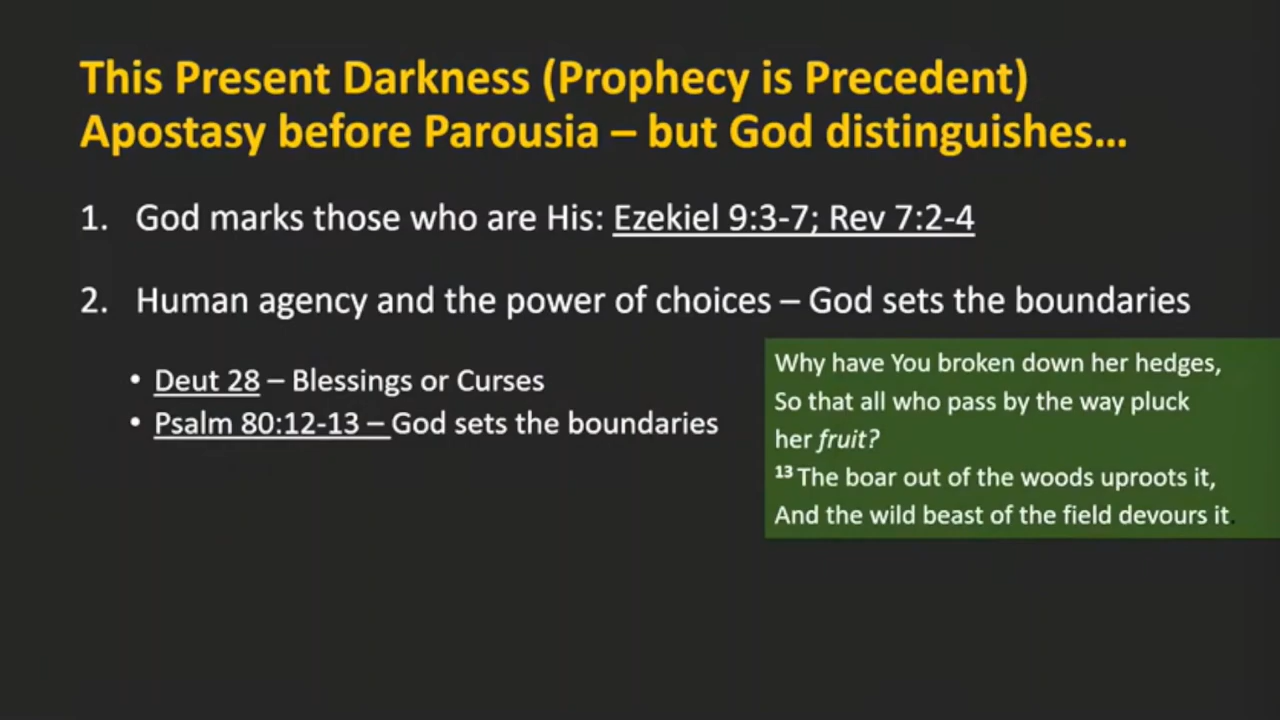 This Present Darkness (Prophecy is Precedent)
Apostasy before Parousia – but God distinguishes...
1. God marks those who are His: Ezekiel 9:3-7; Rev 7:2-4
2. Human agency and the power of choices – God sets the boundaries
• Deut 28 – Blessings or Curses
• Psalm 80:12-13 – God sets the boundaries
Why have You broken down her hedges,
So that all who pass by the way pluck
her fruit?
13 The boar out of the woods uproots it,
And the wild beast of the field devours it.